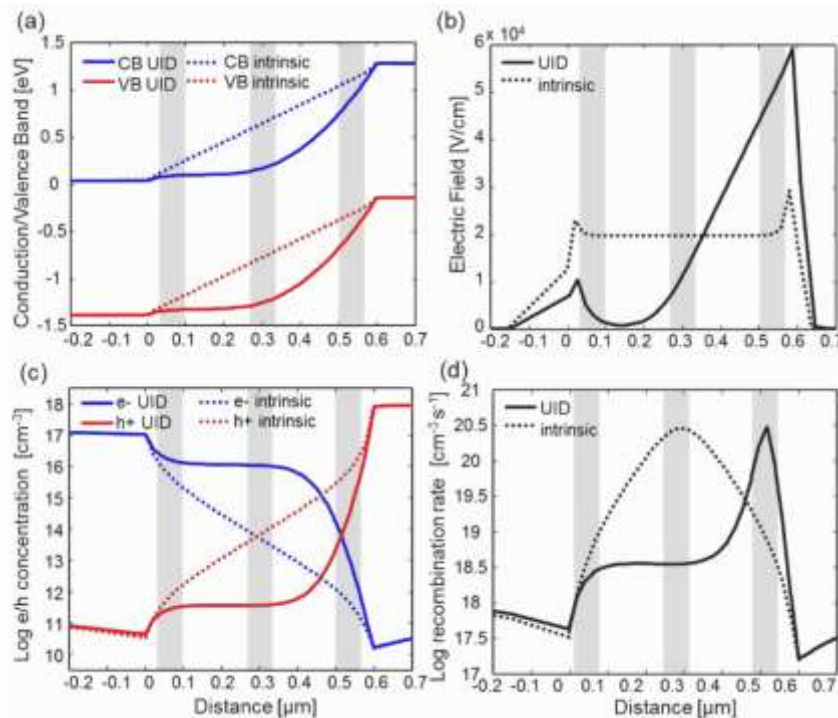 (a)
Conduction/Valence Band [eV]
CB UID CB intrinsic
VB UID VB intrinsic
1.5
1
0.5
0
-0.5
-1
-1.5
-0.2 -0.1 0 0.1 0.2 0.3 0.4 0.5 0.6 0.7
(b)
6 x 10⁴
Electric Field [V/cm]
UID
intrinsic
5
4
3
2
1
0
-0.2 -0.1 0 0.1 0.2 0.3 0.4 0.5 0.6 0.7
(c)
Log e/h concentration [cm⁻³]
e- UID e- intrinsic
h+ UID h+ intrinsic
18
17
16
15
14
13
12
11
10
-0.2 -0.1 0 0.1 0.2 0.3 0.4 0.5 0.6 0.7
Distance [µm]
(d)
Log recombination rate [cm⁻³ s⁻¹]
UID
intrinsic
21
20.5
20
19.5
19
18.5
18
17.5
17
-0.2 -0.1 0 0.1 0.2 0.3 0.4 0.5 0.6 0.7
Distance [µm]